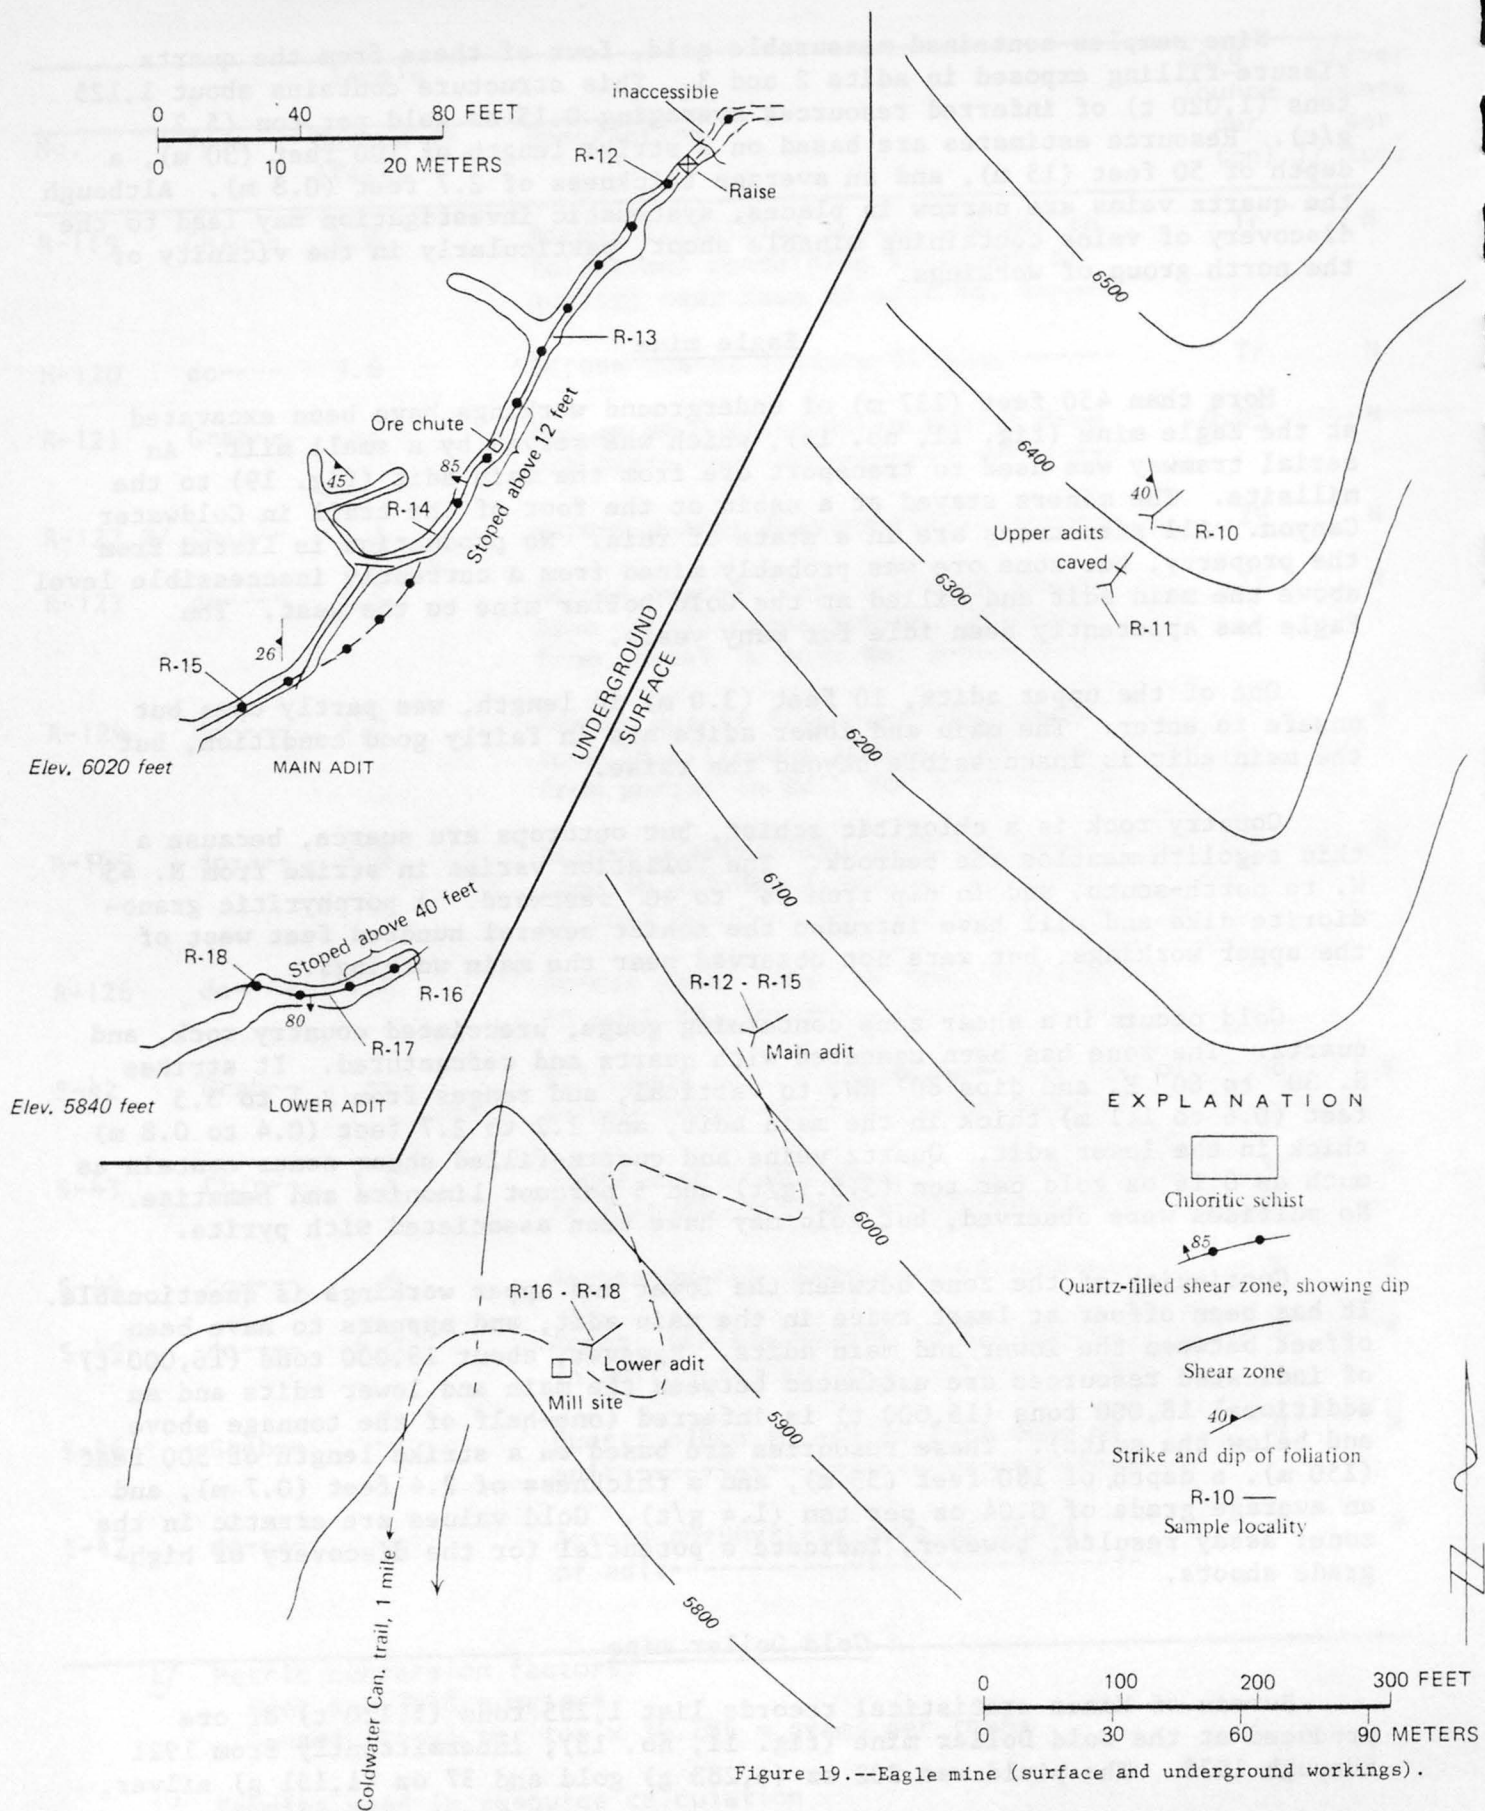 0 40 80 FEET
0 10 20 METERS
inaccessible
R-12
Raise
R-13
Ore chute
85
Stoped above 12 feet
45
R-14
26
R-15
Elev. 6020 feet
MAIN ADIT
UNDERGROUND
SURFACE
6500
6400
40
R-10
Upper adits
caved
R-11
6300
6200
6100
Stoped above 40 feet
R-18
R-16
80
R-17
Elev. 5840 feet
LOWER ADIT
R-12 - R-15
Main adit
6000
R-16 - R-18
Lower adit
Mill site
5900
5800
Coldwater Can. trail, 1 mile
EXPLANATION
Chloritic schist
85
Quartz-filled shear zone, showing dip
Shear zone
40
Strike and dip of foliation
R-10
Sample locality
N
0 100 200 300 FEET
0 30 60 90 METERS
Figure 19.--Eagle mine (surface and underground workings).